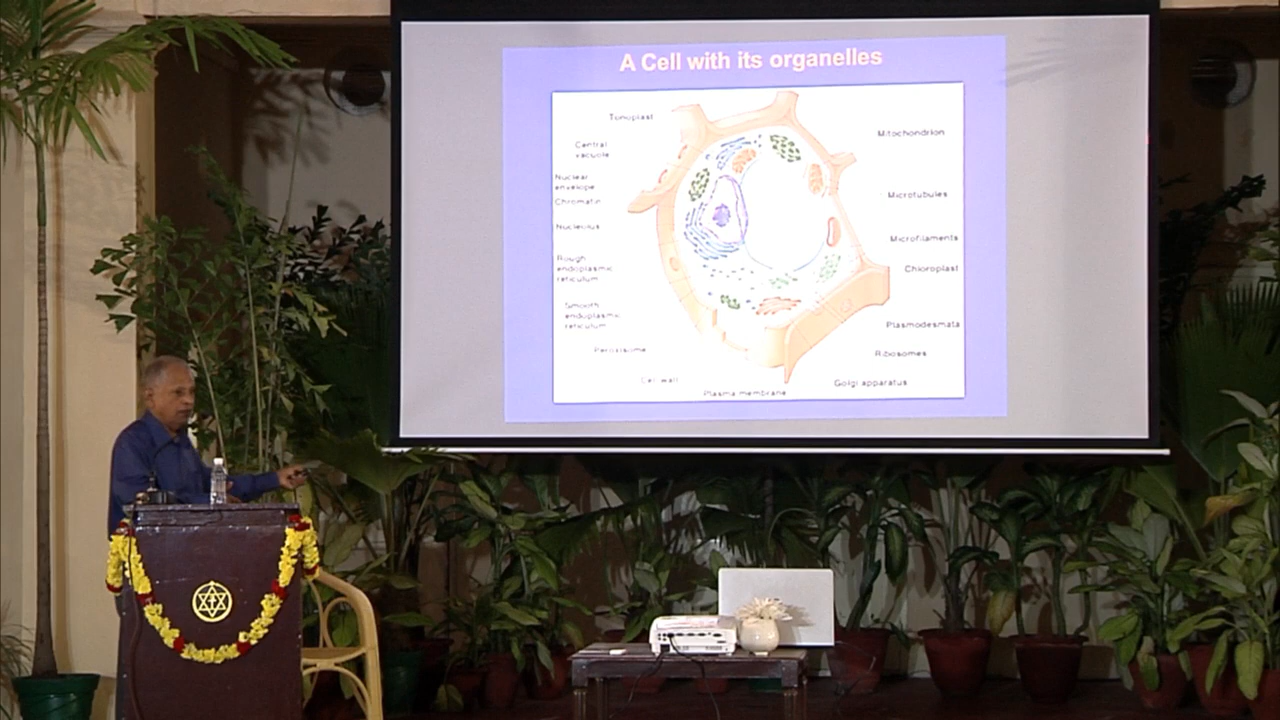 A Cell with its organelles
Tonoplast
Central
vacuole
Nuclear
envelope
Chromatin
Nucleolus
Rough
endoplasmic
reticulum
Smooth
endoplasmic
reticulum
Peroxisome
Cell wall
Plasma membrane
Mitochondrion
Microtubules
Microfilaments
Chloroplast
Plasmodesmata
Ribosomes
Golgi apparatus